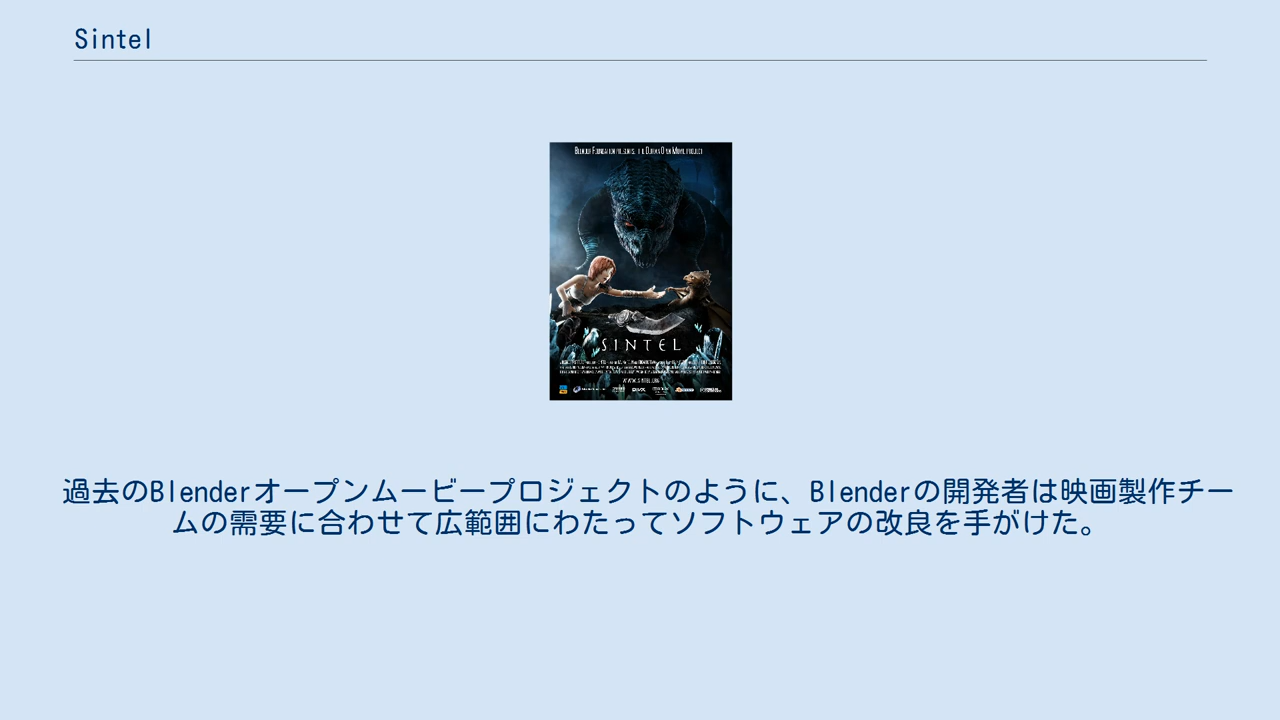 Sintel
SINTEL
WWW.SINTEL.ORG
過去のBlenderオープンムービープロジェクトのように、Blenderの開発者は映画製作チー
ムの需要に合わせて広範囲にわたってソフトウェアの改良を手がけた。